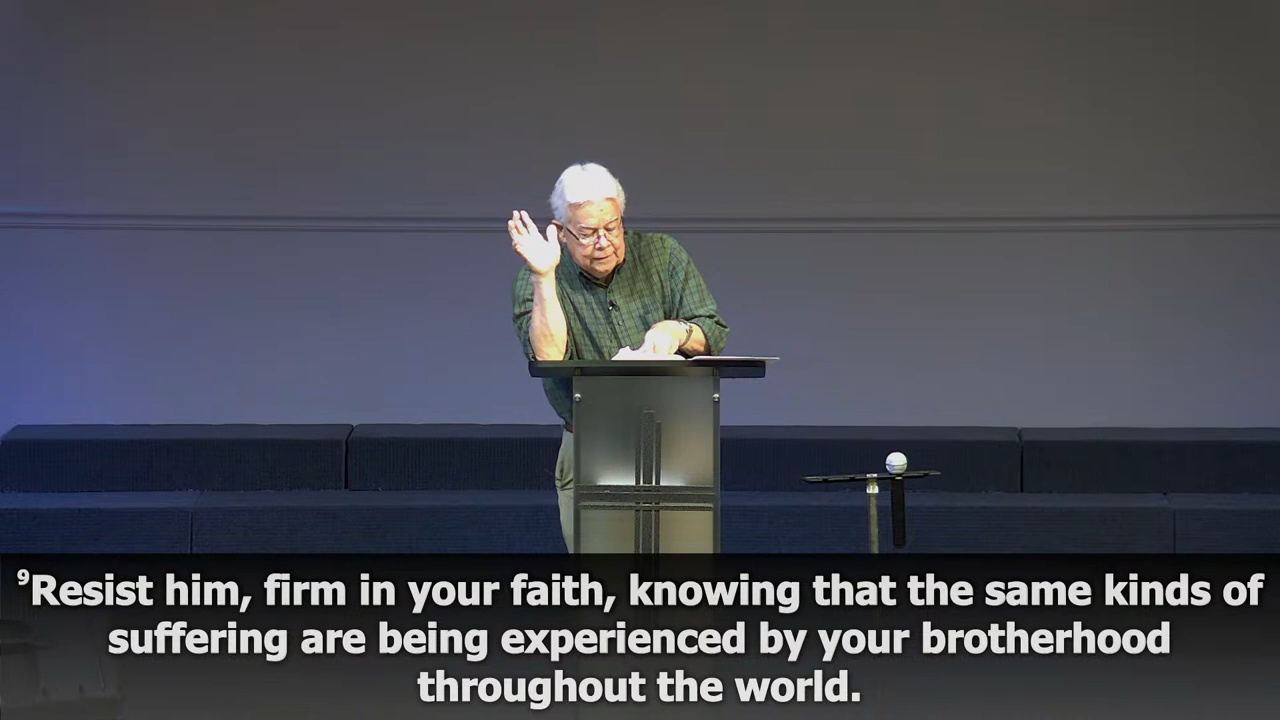 ⁹Resist him, firm in your faith, knowing that the same kinds of
suffering are being experienced by your brotherhood
throughout the world.